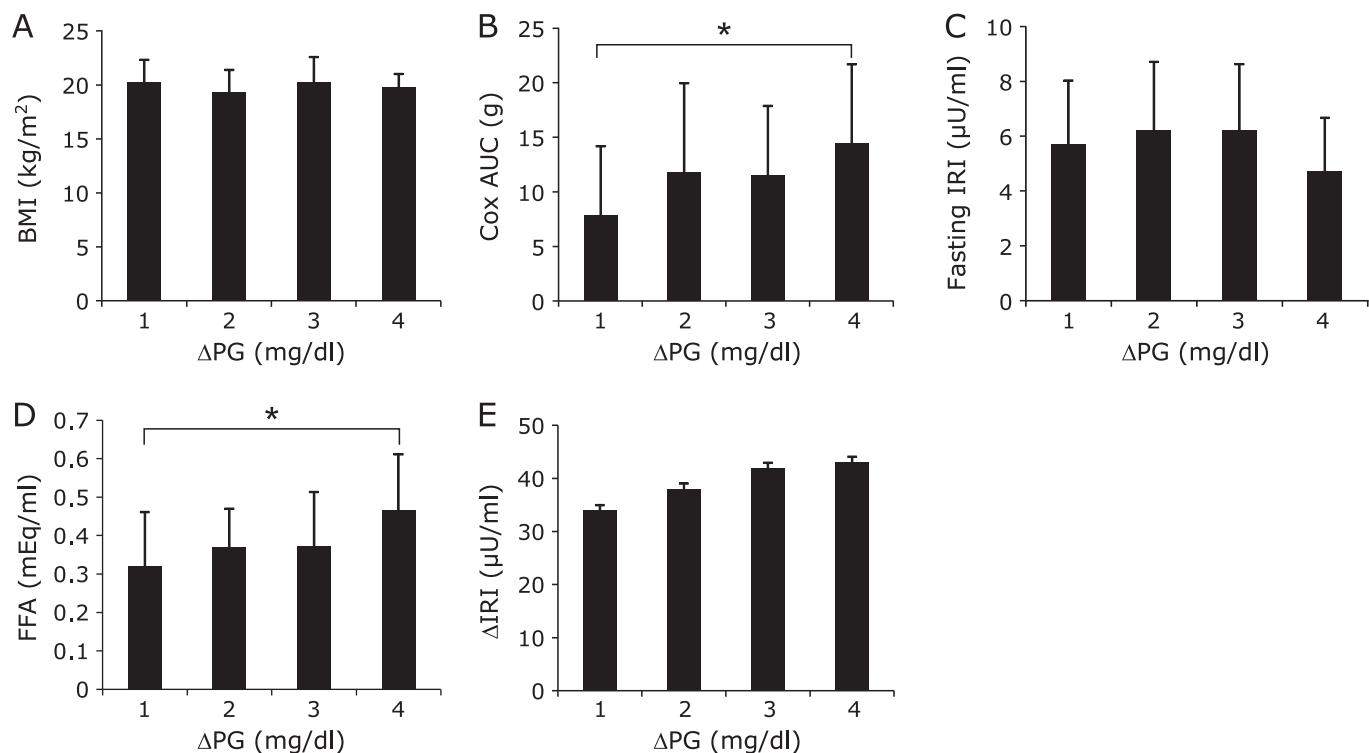 A
BMI (kg/m²)
25
20
15
10
5
0
1 2 3 4
ΔPG (mg/dl)
B
Cox AUC (g)
25
20
15
10
5
0
*
1 2 3 4
ΔPG (mg/dl)
C
Fasting IRI (µU/ml)
10
8
6
4
2
0
1 2 3 4
ΔPG (mg/dl)
D
FFA (mEq/ml)
0.7
0.6
0.5
0.4
0.3
0.2
0.1
0
*
1 2 3 4
ΔPG (mg/dl)
E
ΔIRI (µU/ml)
50
40
30
20
10
0
1 2 3 4
ΔPG (mg/dl)